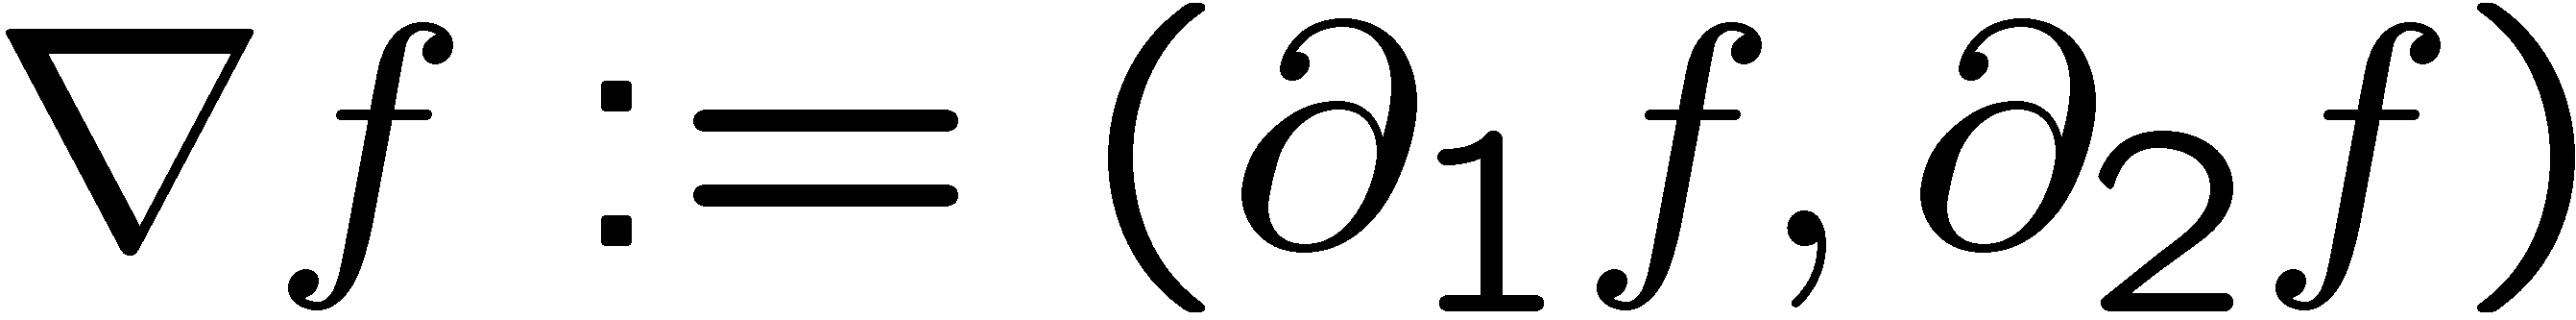 ∇f := (∂₁f, ∂₂f)